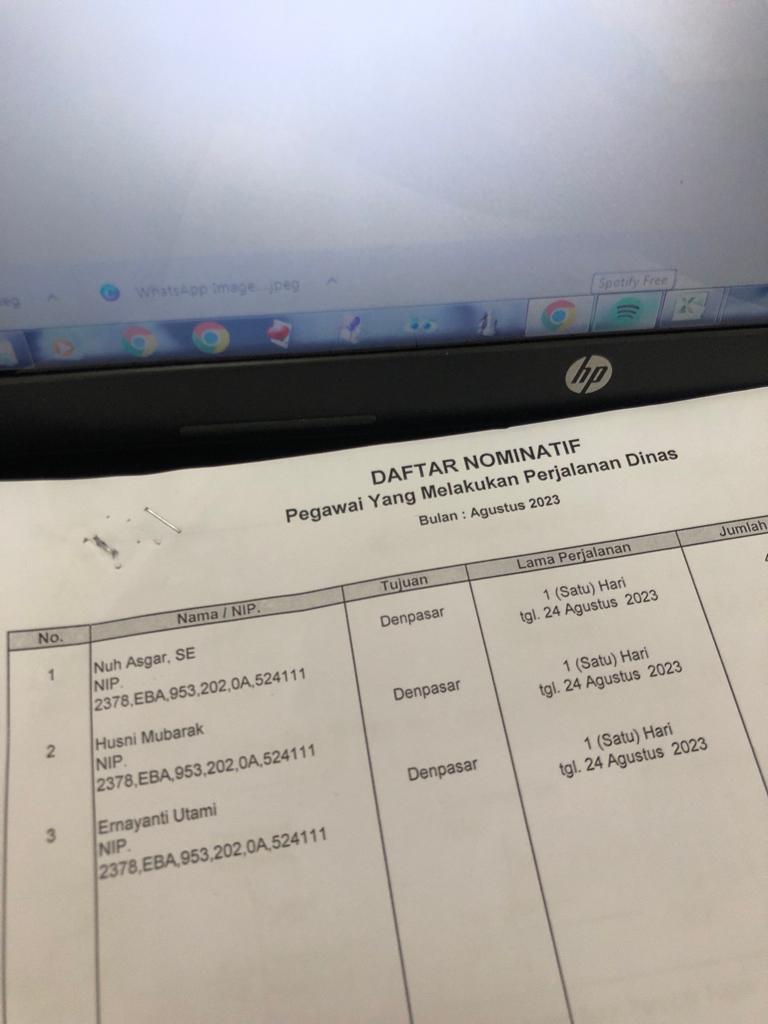 WhatsApp Image...jpeg
Spotify Free
hp
DAFTAR NOMINATIF
Pegawai Yang Melakukan Perjalanan Dinas
Bulan : Agustus 2023
No.
Nama / NIP.
Tujuan
Lama Perjalanan
Jumlah
1
Nuh Asgar, SE
NIP.
2378,EBA,953,202,0A,524111
Denpasar
1 (Satu) Hari
tgl. 24 Agustus 2023
2
Husni Mubarak
NIP.
2378,EBA,953,202,0A,524111
Denpasar
1 (Satu) Hari
tgl. 24 Agustus 2023
3
Ernayanti Utami
NIP.
2378,EBA,953,202,0A,524111
Denpasar
1 (Satu) Hari
tgl. 24 Agustus 2023